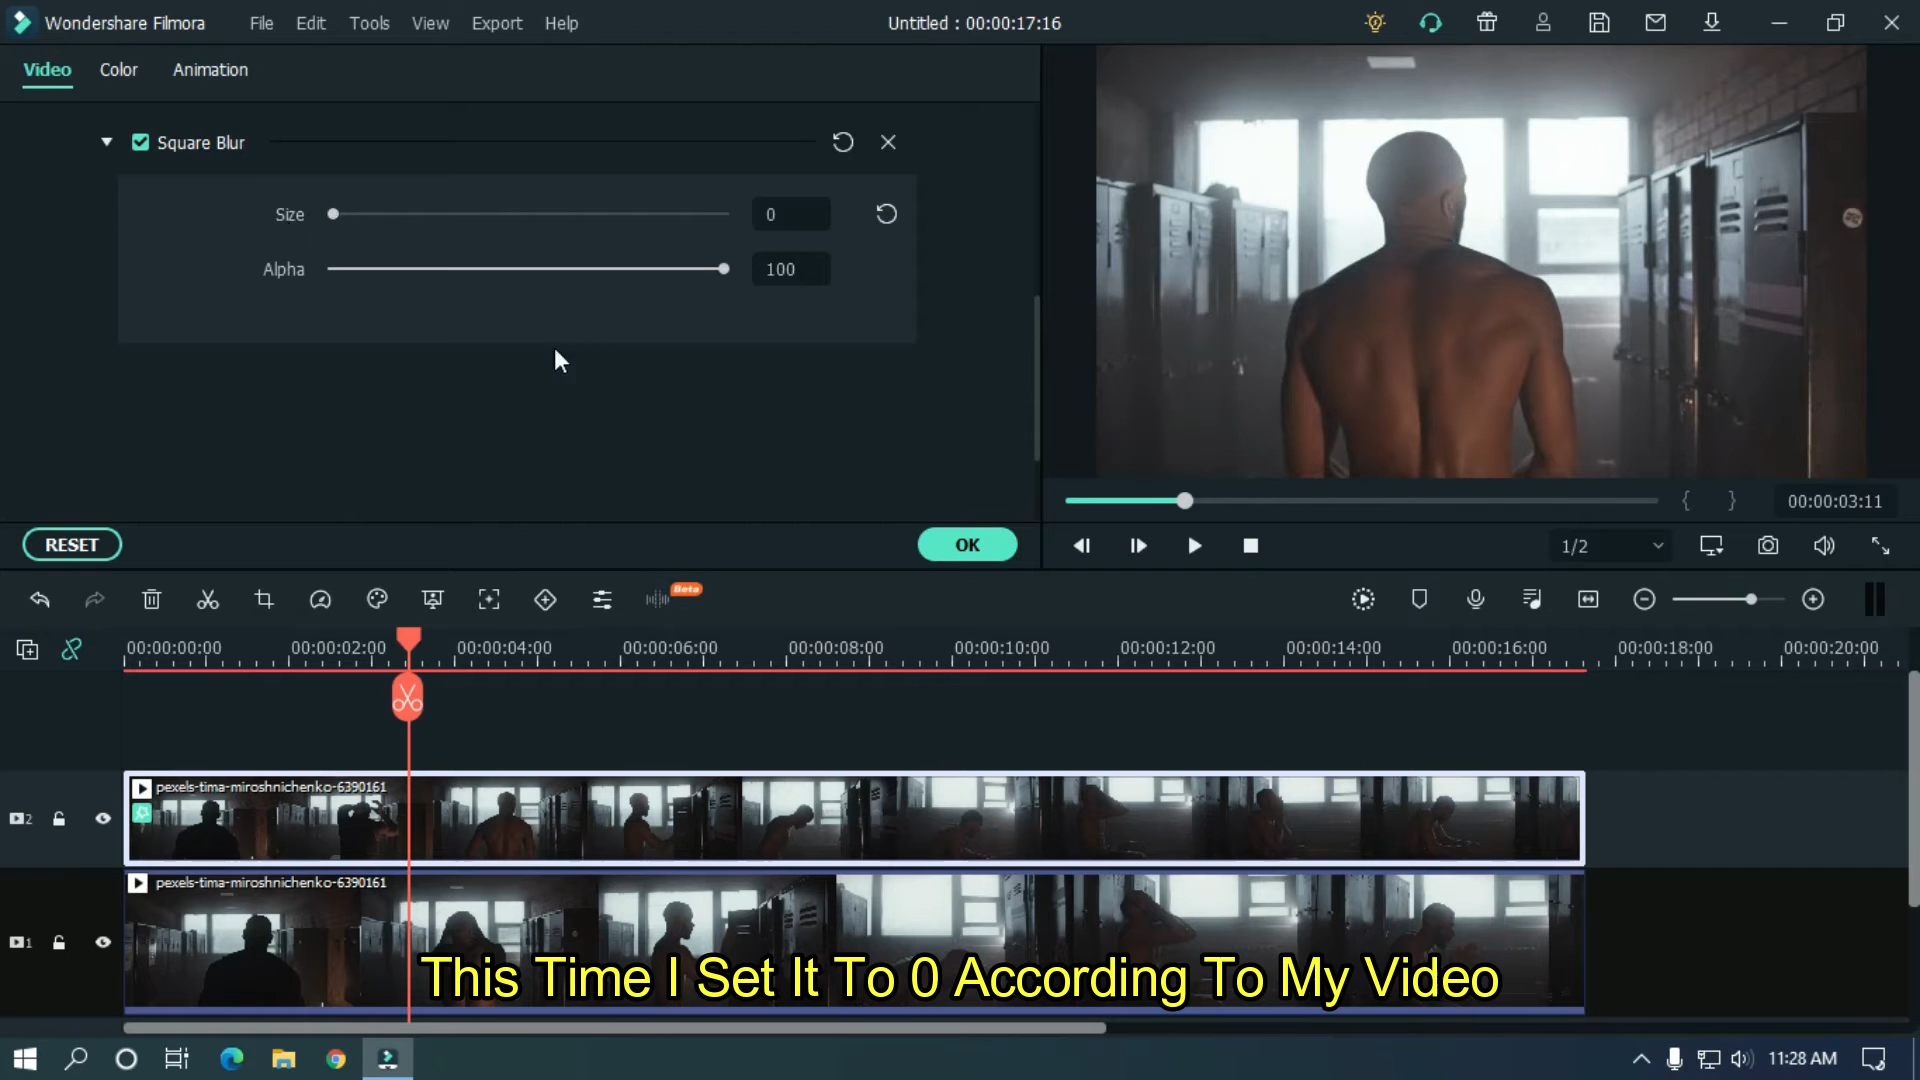 Wondershare Filmora
File
Edit
Tools
View
Export
Help
Untitled : 00:00:17:16
Video
Color
Animation
Square Blur
Size
0
Alpha
100
RESET
OK
00:00:03:11
1/2
Beta
00:00:00:00
00:00:02:00
00:00:04:00
00:00:06:00
00:00:08:00
00:00:10:00
00:00:12:00
00:00:14:00
00:00:16:00
00:00:18:00
00:00:20:00
pexels-tima-miroshnichenko-6390161
2
pexels-tima-miroshnichenko-6390161
1
This Time I Set It To 0 According To My Video
11:28 AM